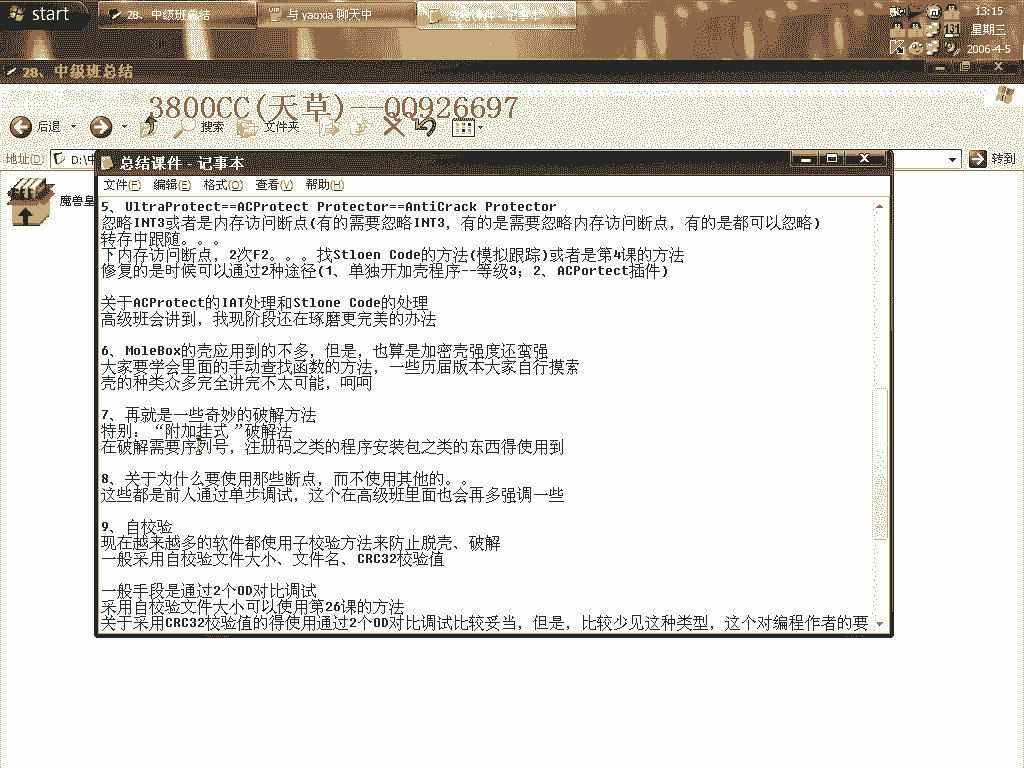 start
28、中级班总结
与 yaoxia 聊天中
总结课件 - 记事本
13:15
星期三
2006-4-5
28、中级班总结
3800CC(天草)--QQ926697
后退
搜索
文件夹
地址(D)
D:\中
转到
魔兽皇
总结课件 - 记事本
文件(F) 编辑(E) 格式(O) 查看(V) 帮助(H)
5、UltraProtect==ACProtect Protector==AntiCrack Protector
忽略INT3或者是内存访问断点(有的需要忽略INT3，有的是需要忽略内存访问断点，有的是都可以忽略)
转存中跟随。。。
下内存访问断点，2次F2。。。找Stloen Code的方法(模拟跟踪)或者是第4课的方法
修复的是时候可以通过2种途径(1、单独开加壳程序--等级3；2、ACPortect插件)
关于ACProtect的IAT处理和Stlone Code的处理
高级班会讲到，我现阶段还在琢磨更完美的办法
6、MoleBox的壳应用到的不多，但是，也算是加密壳强度还蛮强
大家要学会里面的手动查找函数的方法，一些历届版本大家自行摸索
壳的种类众多完全讲完不太可能，呵呵
7、再就是一些奇妙的破解方法
特别：“附加挂式 ”破解法
在破解需要序列号，注册码之类的程序安装包之类的东西得使用到
8、关于为什么要使用那些断点，而不使用其他的。。
这些都是前人通过单步调试，这个在高级班里面也会再多强调一些
9、自校验
现在越来越多的软件都使用子校验方法来防止脱壳、破解
一般采用自校验文件大小、文件名、CRC32校验值
一般手段是通过2个OD对比调试
采用自校验文件大小可以使用第26课的方法
关于采用CRC32校验值的得使用通过2个OD对比调试比较妥当，但是，比较少见这种类型，这个对编程作者的要